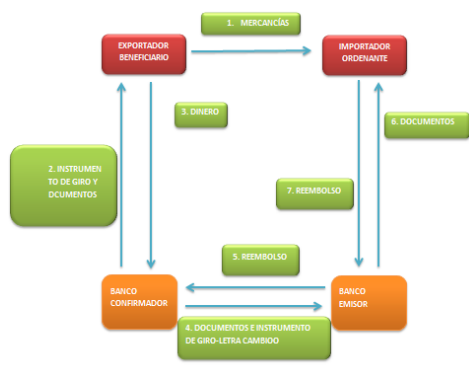 1. MERCANCÍAS
EXPORTADOR
BENEFICIARIO
IMPORTADOR
ORDENANTE
3. DINERO
6. DOCUMENTOS
2. INSTRUMEN
TO DE GIRO Y
DCUMENTOS
7. REEMBOLSO
5. REEMBOLSO
BANCO
CONFIRMADOR
BANCO
EMISOR
4. DOCUMENTOS E INSTRUMENTO
DE GIRO-LETRA CAMBIOO